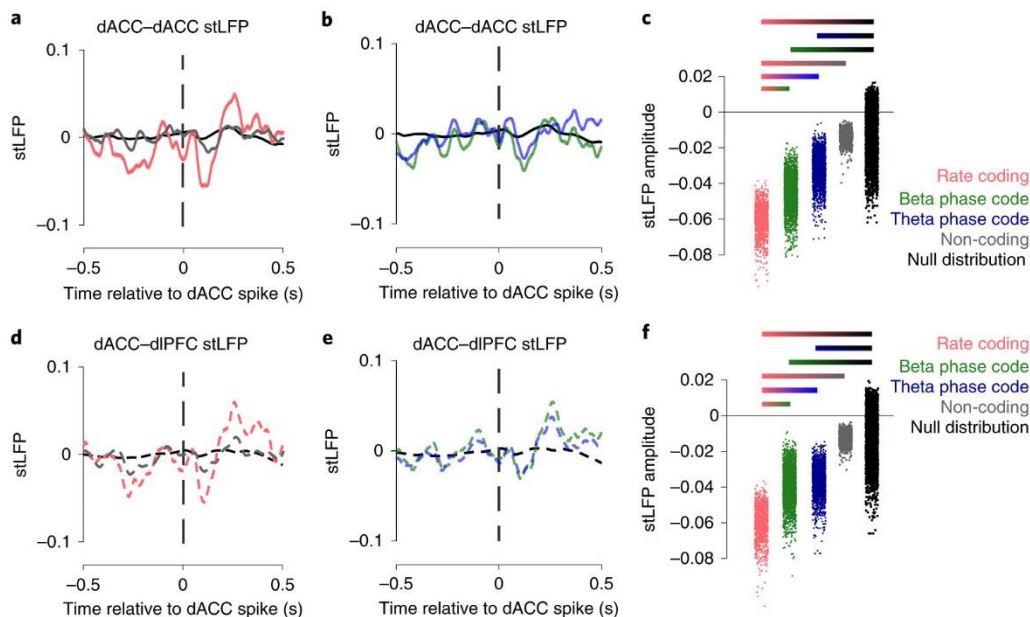 a
dACC–dACC stLFP
0.1
0
−0.1
stLFP
−0.5
0
0.5
Time relative to dACC spike (s)
b
dACC–dACC stLFP
0.1
0
−0.1
stLFP
−0.5
0
0.5
Time relative to dACC spike (s)
c
0.02
0
−0.02
−0.04
−0.06
−0.08
stLFP amplitude
Rate coding
Beta phase code
Theta phase code
Non-coding
Null distribution
d
dACC–dlPFC stLFP
0.1
0
−0.1
stLFP
−0.5
0
0.5
Time relative to dACC spike (s)
e
dACC–dlPFC stLFP
0.1
0
−0.1
stLFP
−0.5
0
0.5
Time relative to dACC spike (s)
f
0.02
0
−0.02
−0.04
−0.06
−0.08
stLFP amplitude
Rate coding
Beta phase code
Theta phase code
Non-coding
Null distribution